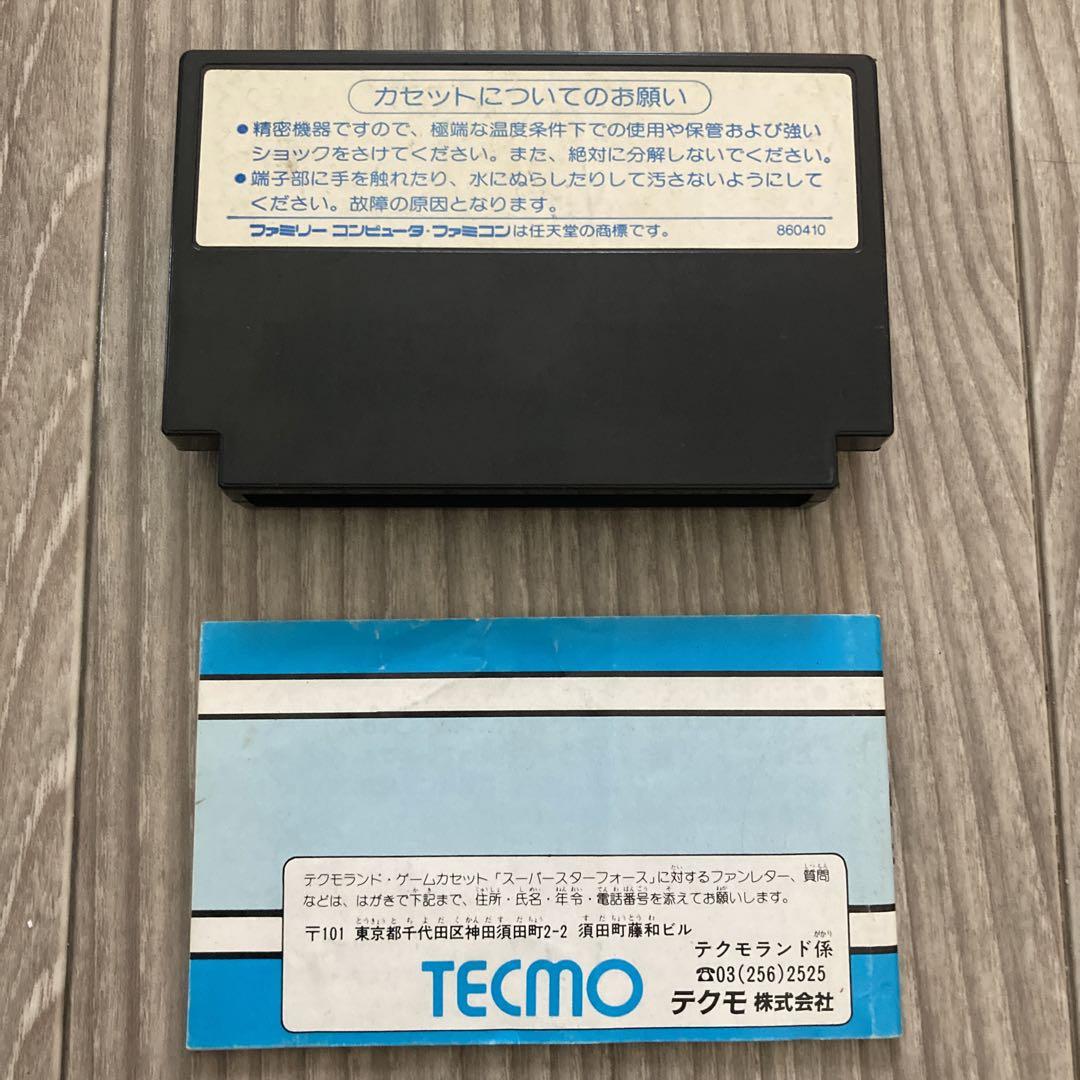 カセットについてのお願い
●精密機器ですので、極端な温度条件下での使用や保管および強い
ショックをさけてください。また、絶対に分解しないでください。
●端子部に手を触れたり、水にぬらしたりして汚さないようにして
ください。故障の原因となります。
ファミリー コンピュータ・ファミコンは任天堂の商標です。 860410
テクモランド・ゲームカセット「スーパースターフォース」に対するファンレター、質問
などは、はがきで下記まで、住所・氏名・年令・電話番号を添えてお願いします。
〒101 東京都千代田区神田須田町2-2 須田町藤和ビル
テクモランド係
☎03(256)2525
TECMO テクモ株式会社